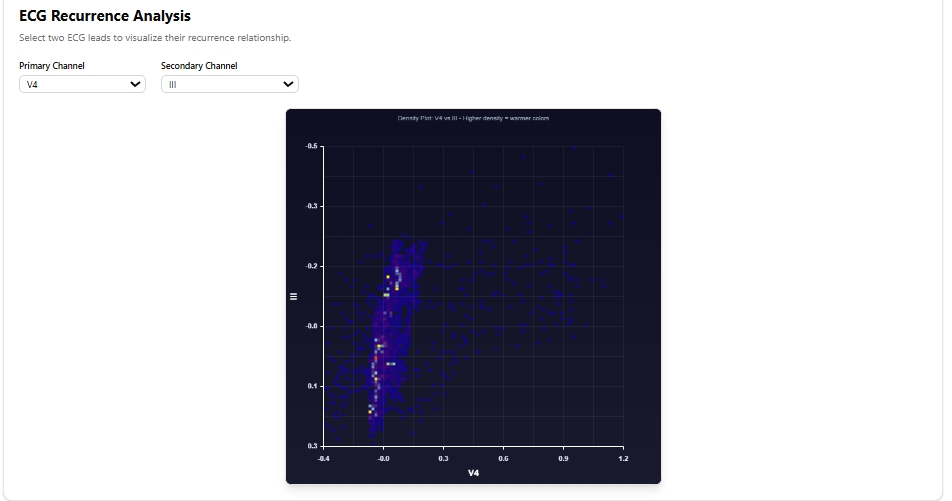 ECG Recurrence Analysis
Select two ECG leads to visualize their recurrence relationship.
Primary Channel
Secondary Channel
V4
III
Density Plot: V4 vs III - Higher density = warmer colors
-0.5
-0.3
-0.2
-0.0
0.1
0.3
III
-0.4
-0.0
0.3
0.6
0.9
1.2
V4